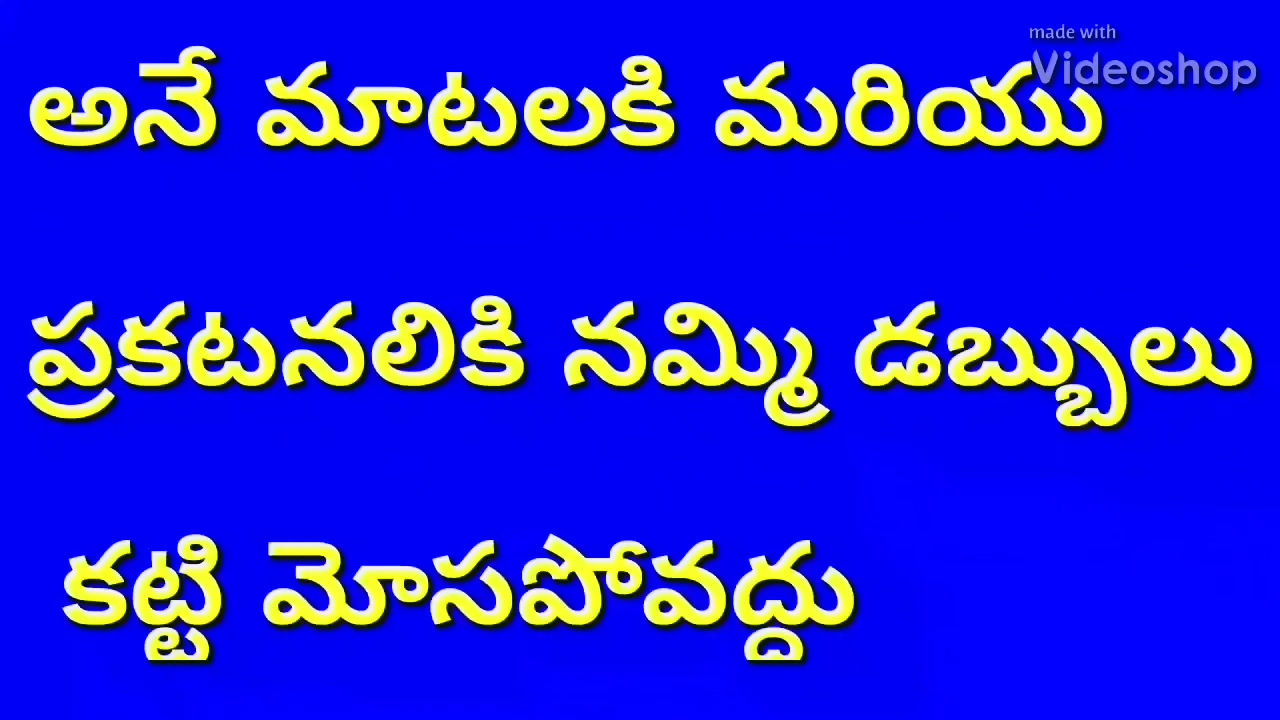 made with
Videoshop
అనే మాటలకి మరియు
ప్రకటనలికి నమ్మి డబ్బులు
కట్టి మోసపోవద్దు